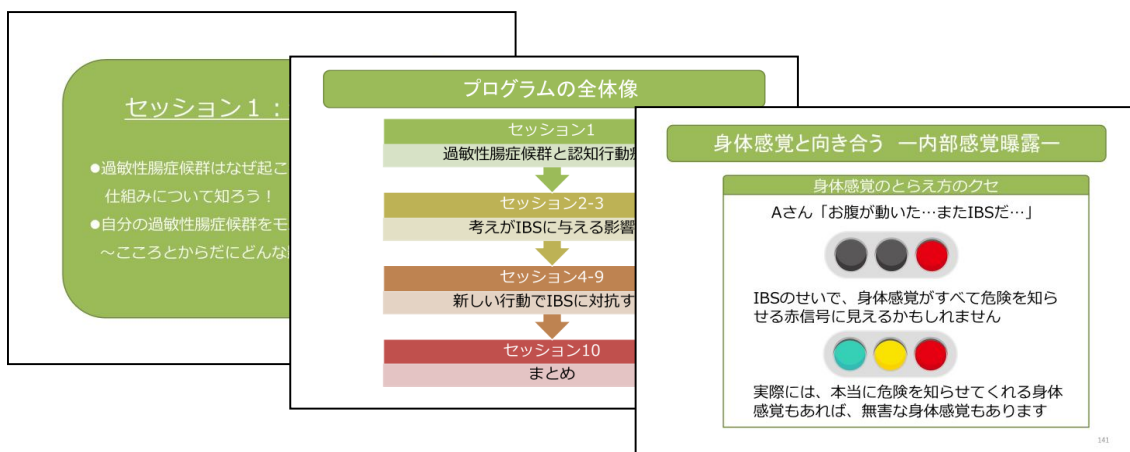 セッション1：
●過敏性腸症候群はなぜ起こ
仕組みについて知ろう！
●自分の過敏性腸症候群をモ
～こころとからだにどんな
プログラムの全体像
セッション1
過敏性腸症候群と認知行動
セッション2-3
考えがIBSに与える影響
セッション4-9
新しい行動でIBSに対抗す
セッション10
まとめ
身体感覚と向き合う ―内部感覚曝露―
身体感覚のとらえ方のクセ
Aさん「お腹が動いた…またIBSだ…」
IBSのせいで、身体感覚がすべて危険を知ら
せる赤信号に見えるかもしれません
実際には、本当に危険を知らせてくれる身体
感覚もあれば、無害な身体感覚もあります
141